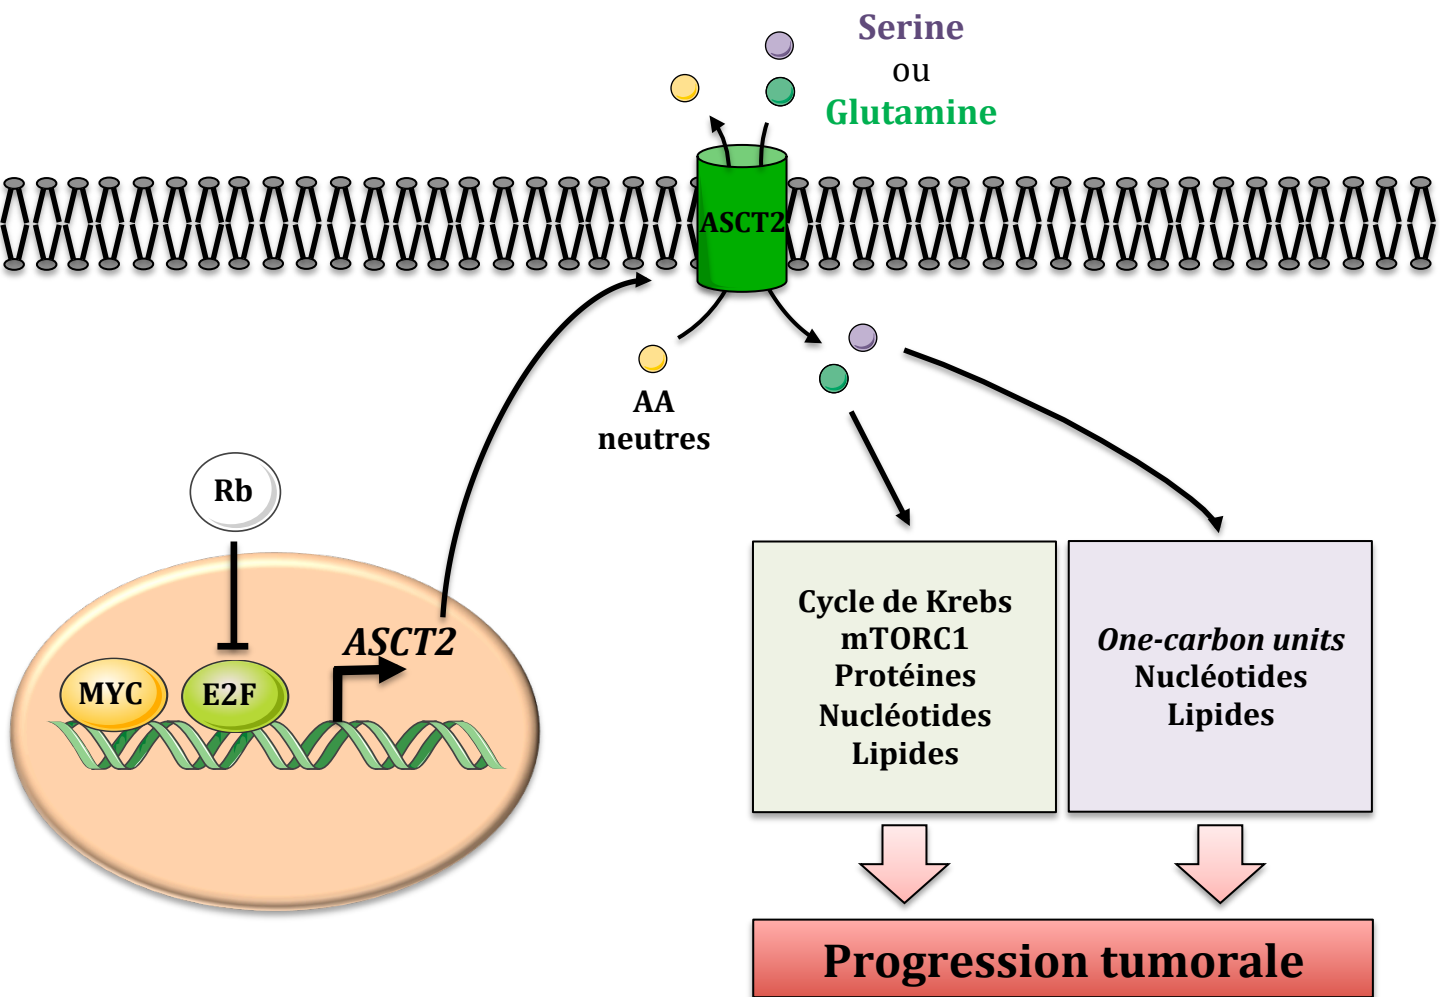 Serine
ou
Glutamine
ASCT2
AA
neutres
Rb
ASCT2
MYC
E2F
Cycle de Krebs
mTORC1
Protéines
Nucléotides
Lipides
One-carbon units
Nucléotides
Lipides
Progression tumorale